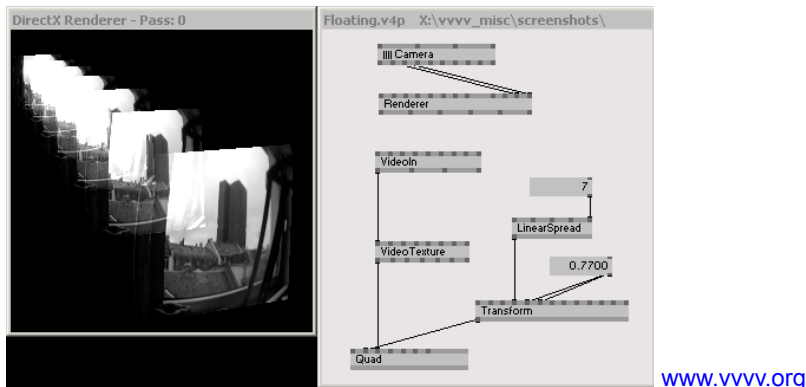 DirectX Renderer - Pass: 0
Floating.v4p X:\vvvv_misc\screenshots\
Camera
Renderer
VideoIn
7
LinearSpread
VideoTexture
0.7700
Transform
Quad
www.vvvv.org